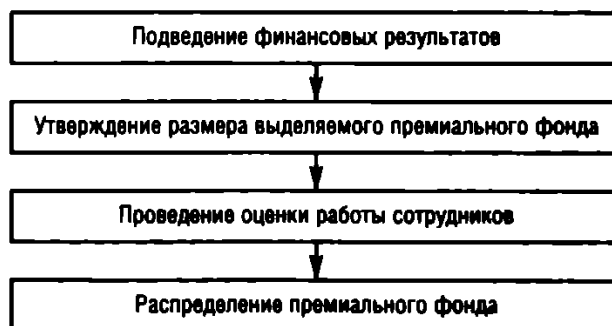 Подведение финансовых результатов
Утверждение размера выделяемого премиального фонда
Проведение оценки работы сотрудников
Распределение премиального фонда